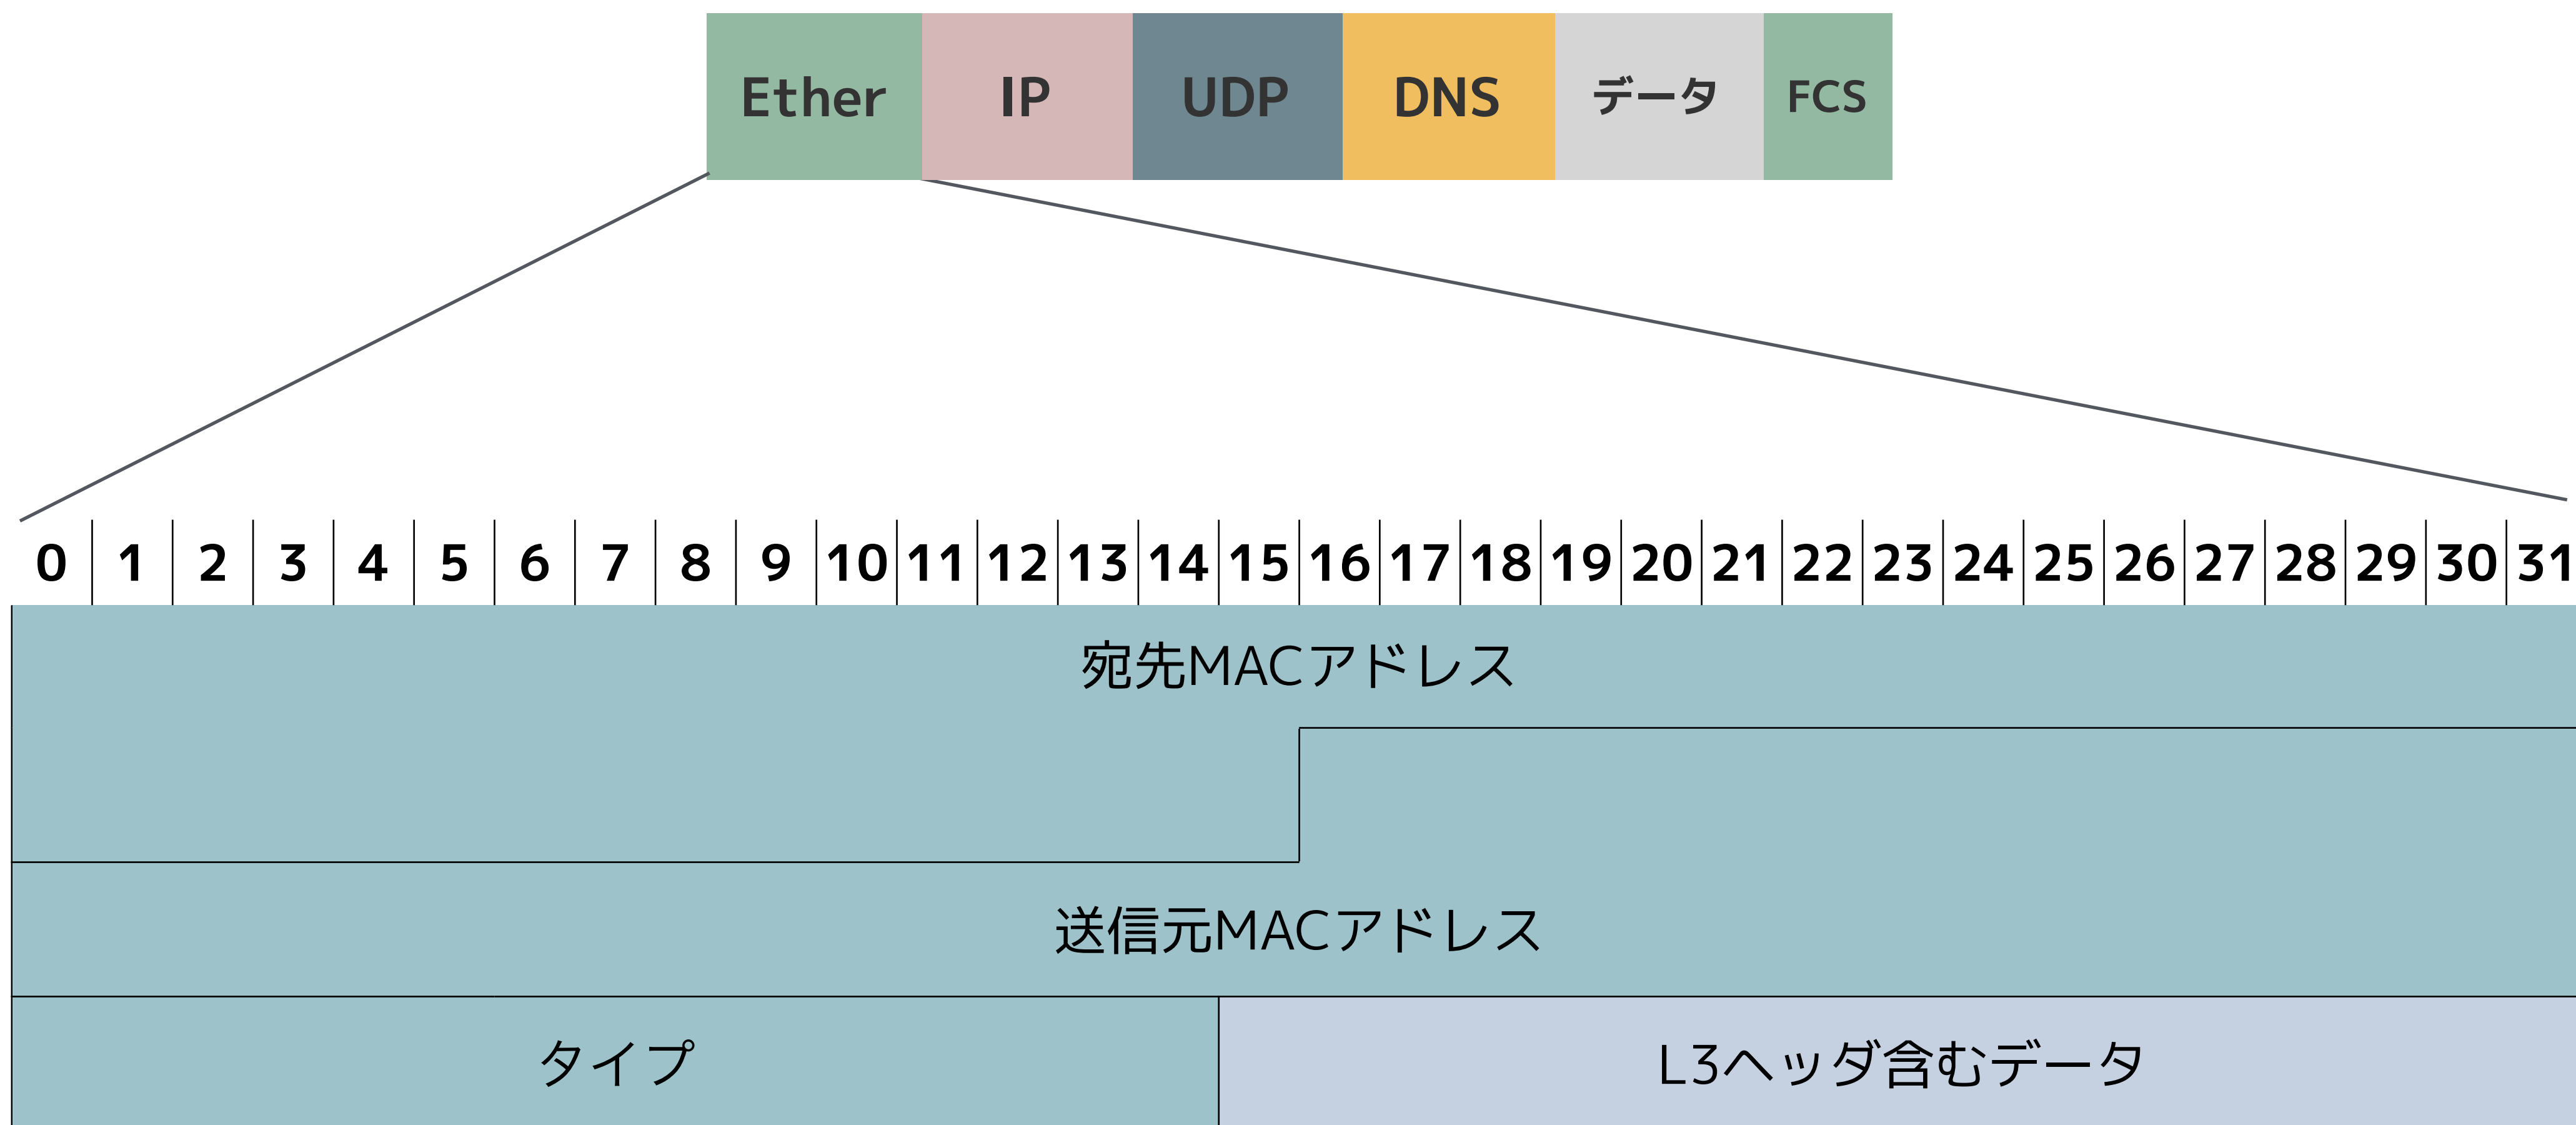 Ether IP UDP DNS データ FCS
0 1 2 3 4 5 6 7 8 9 10 11 12 13 14 15 16 17 18 19 20 21 22 23 24 25 26 27 28 29 30 31
宛先MACアドレス
送信元MACアドレス
タイプ L3ヘッダ含むデータ